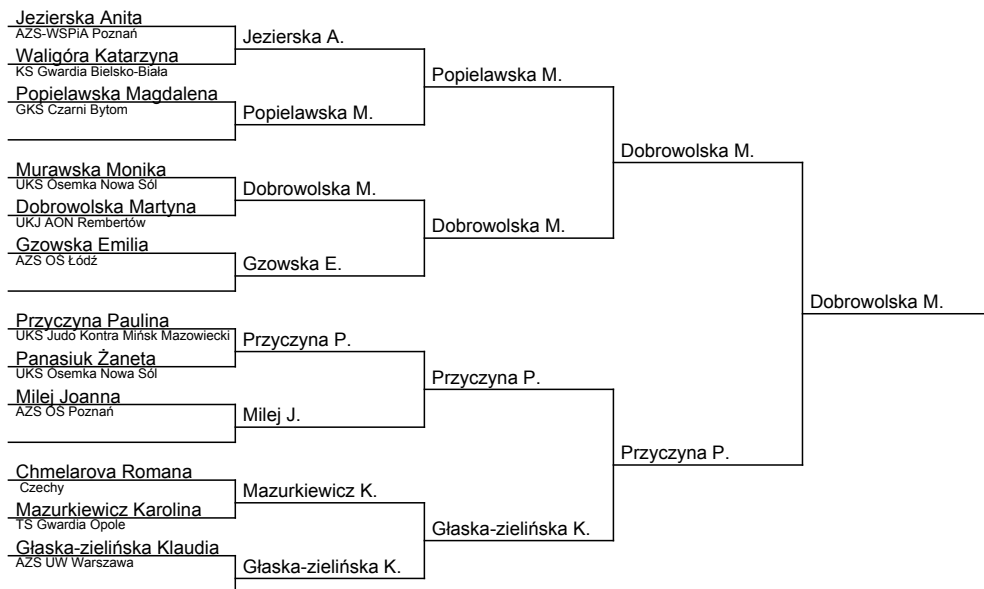 Jezierska Anita
AZS-WSPiA Poznań
Jezierska A.
Waligóra Katarzyna
KS Gwardia Bielsko-Biała
Popielawska M.
Popielawska Magdalena
GKS Czarni Bytom
Popielawska M.
Dobrowolska M.
Murawska Monika
UKS Ósemka Nowa Sól
Dobrowolska M.
Dobrowolska Martyna
UKJ AON Rembertów
Dobrowolska M.
Gzowska Emilia
AZS OŚ Łódź
Gzowska E.
Dobrowolska M.
Przyczyna Paulina
UKS Judo Kontra Mińsk Mazowiecki
Przyczyna P.
Panasiuk Żaneta
UKS Ósemka Nowa Sól
Przyczyna P.
Milej Joanna
AZS OŚ Poznań
Milej J.
Przyczyna P.
Chmelarova Romana
Czechy
Mazurkiewicz K.
Mazurkiewicz Karolina
TS Gwardia Opole
Głaska-zielińska K.
Głaska-zielińska Klaudia
AZS UW Warszawa
Głaska-zielińska K.